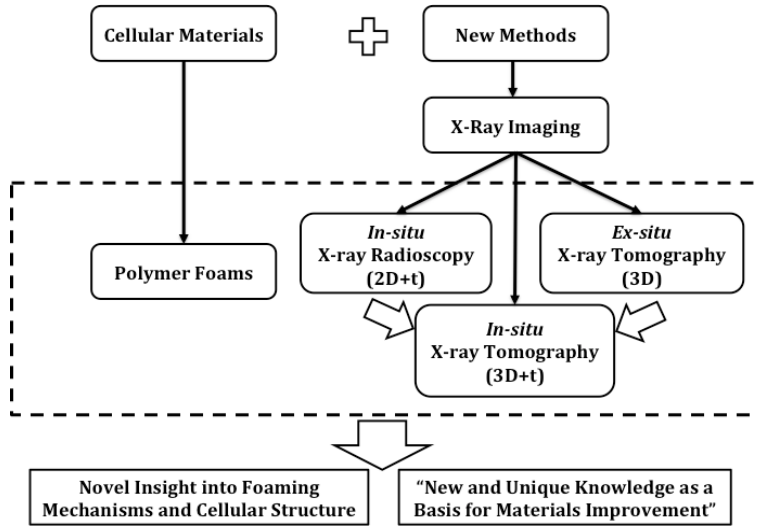 Cellular Materials
New Methods
X-Ray Imaging
Polymer Foams
In-situ
X-ray Radioscopy
(2D+t)
Ex-situ
X-ray Tomography
(3D)
In-situ
X-ray Tomography
(3D+t)
Novel Insight into Foaming
Mechanisms and Cellular Structure
“New and Unique Knowledge as a
Basis for Materials Improvement”